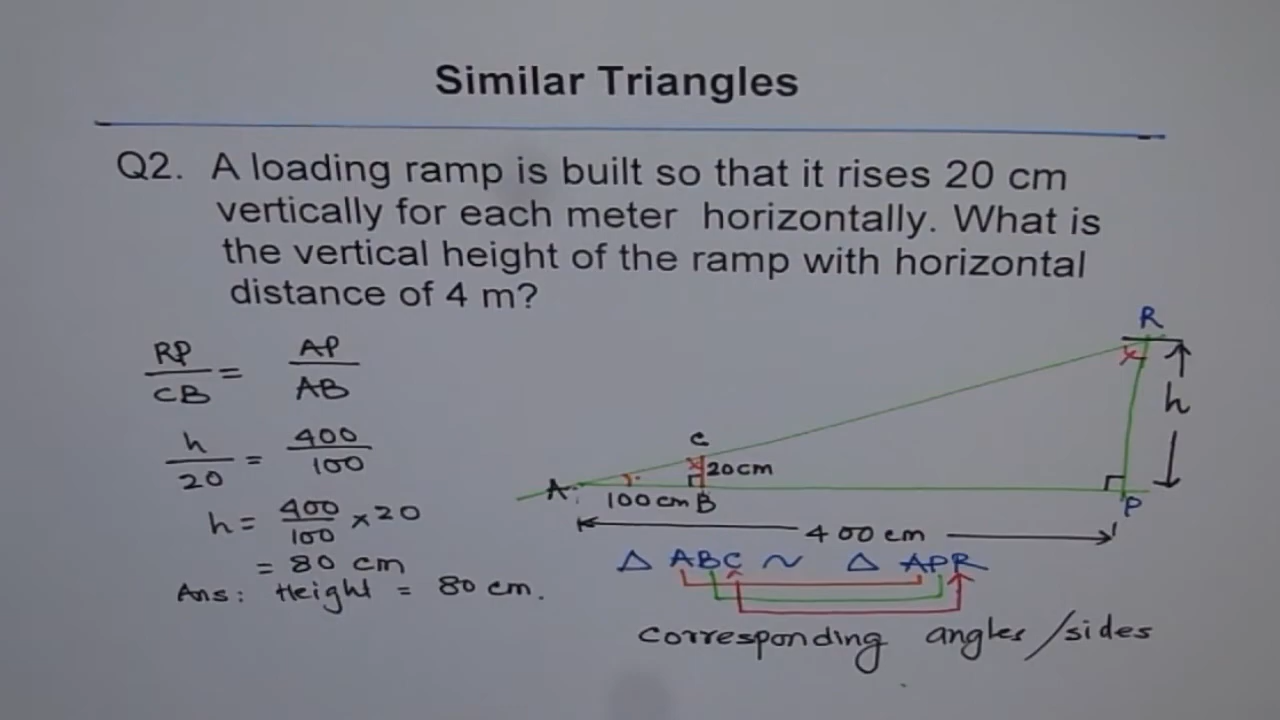 Similar Triangles
Q2. A loading ramp is built so that it rises 20 cm
vertically for each meter horizontally. What is
the vertical height of the ramp with horizontal
distance of 4 m?
RP/CB = AP/AB
h/20 = 400/100
h = 400/100 × 20
= 80 cm
Ans: Height = 80 cm.
R
h
C
20cm
A
100 cm B
P
400 cm
Δ ABC ~ Δ APR
corresponding angles/sides